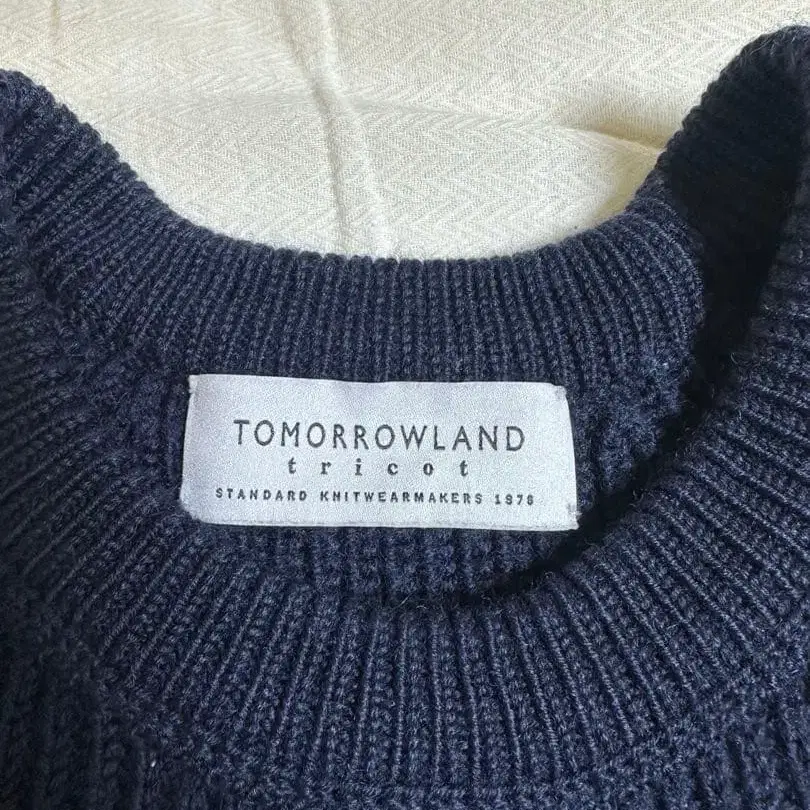 TOMORROWLAND
tricot
STANDARD KNITWEARMAKERS 1978